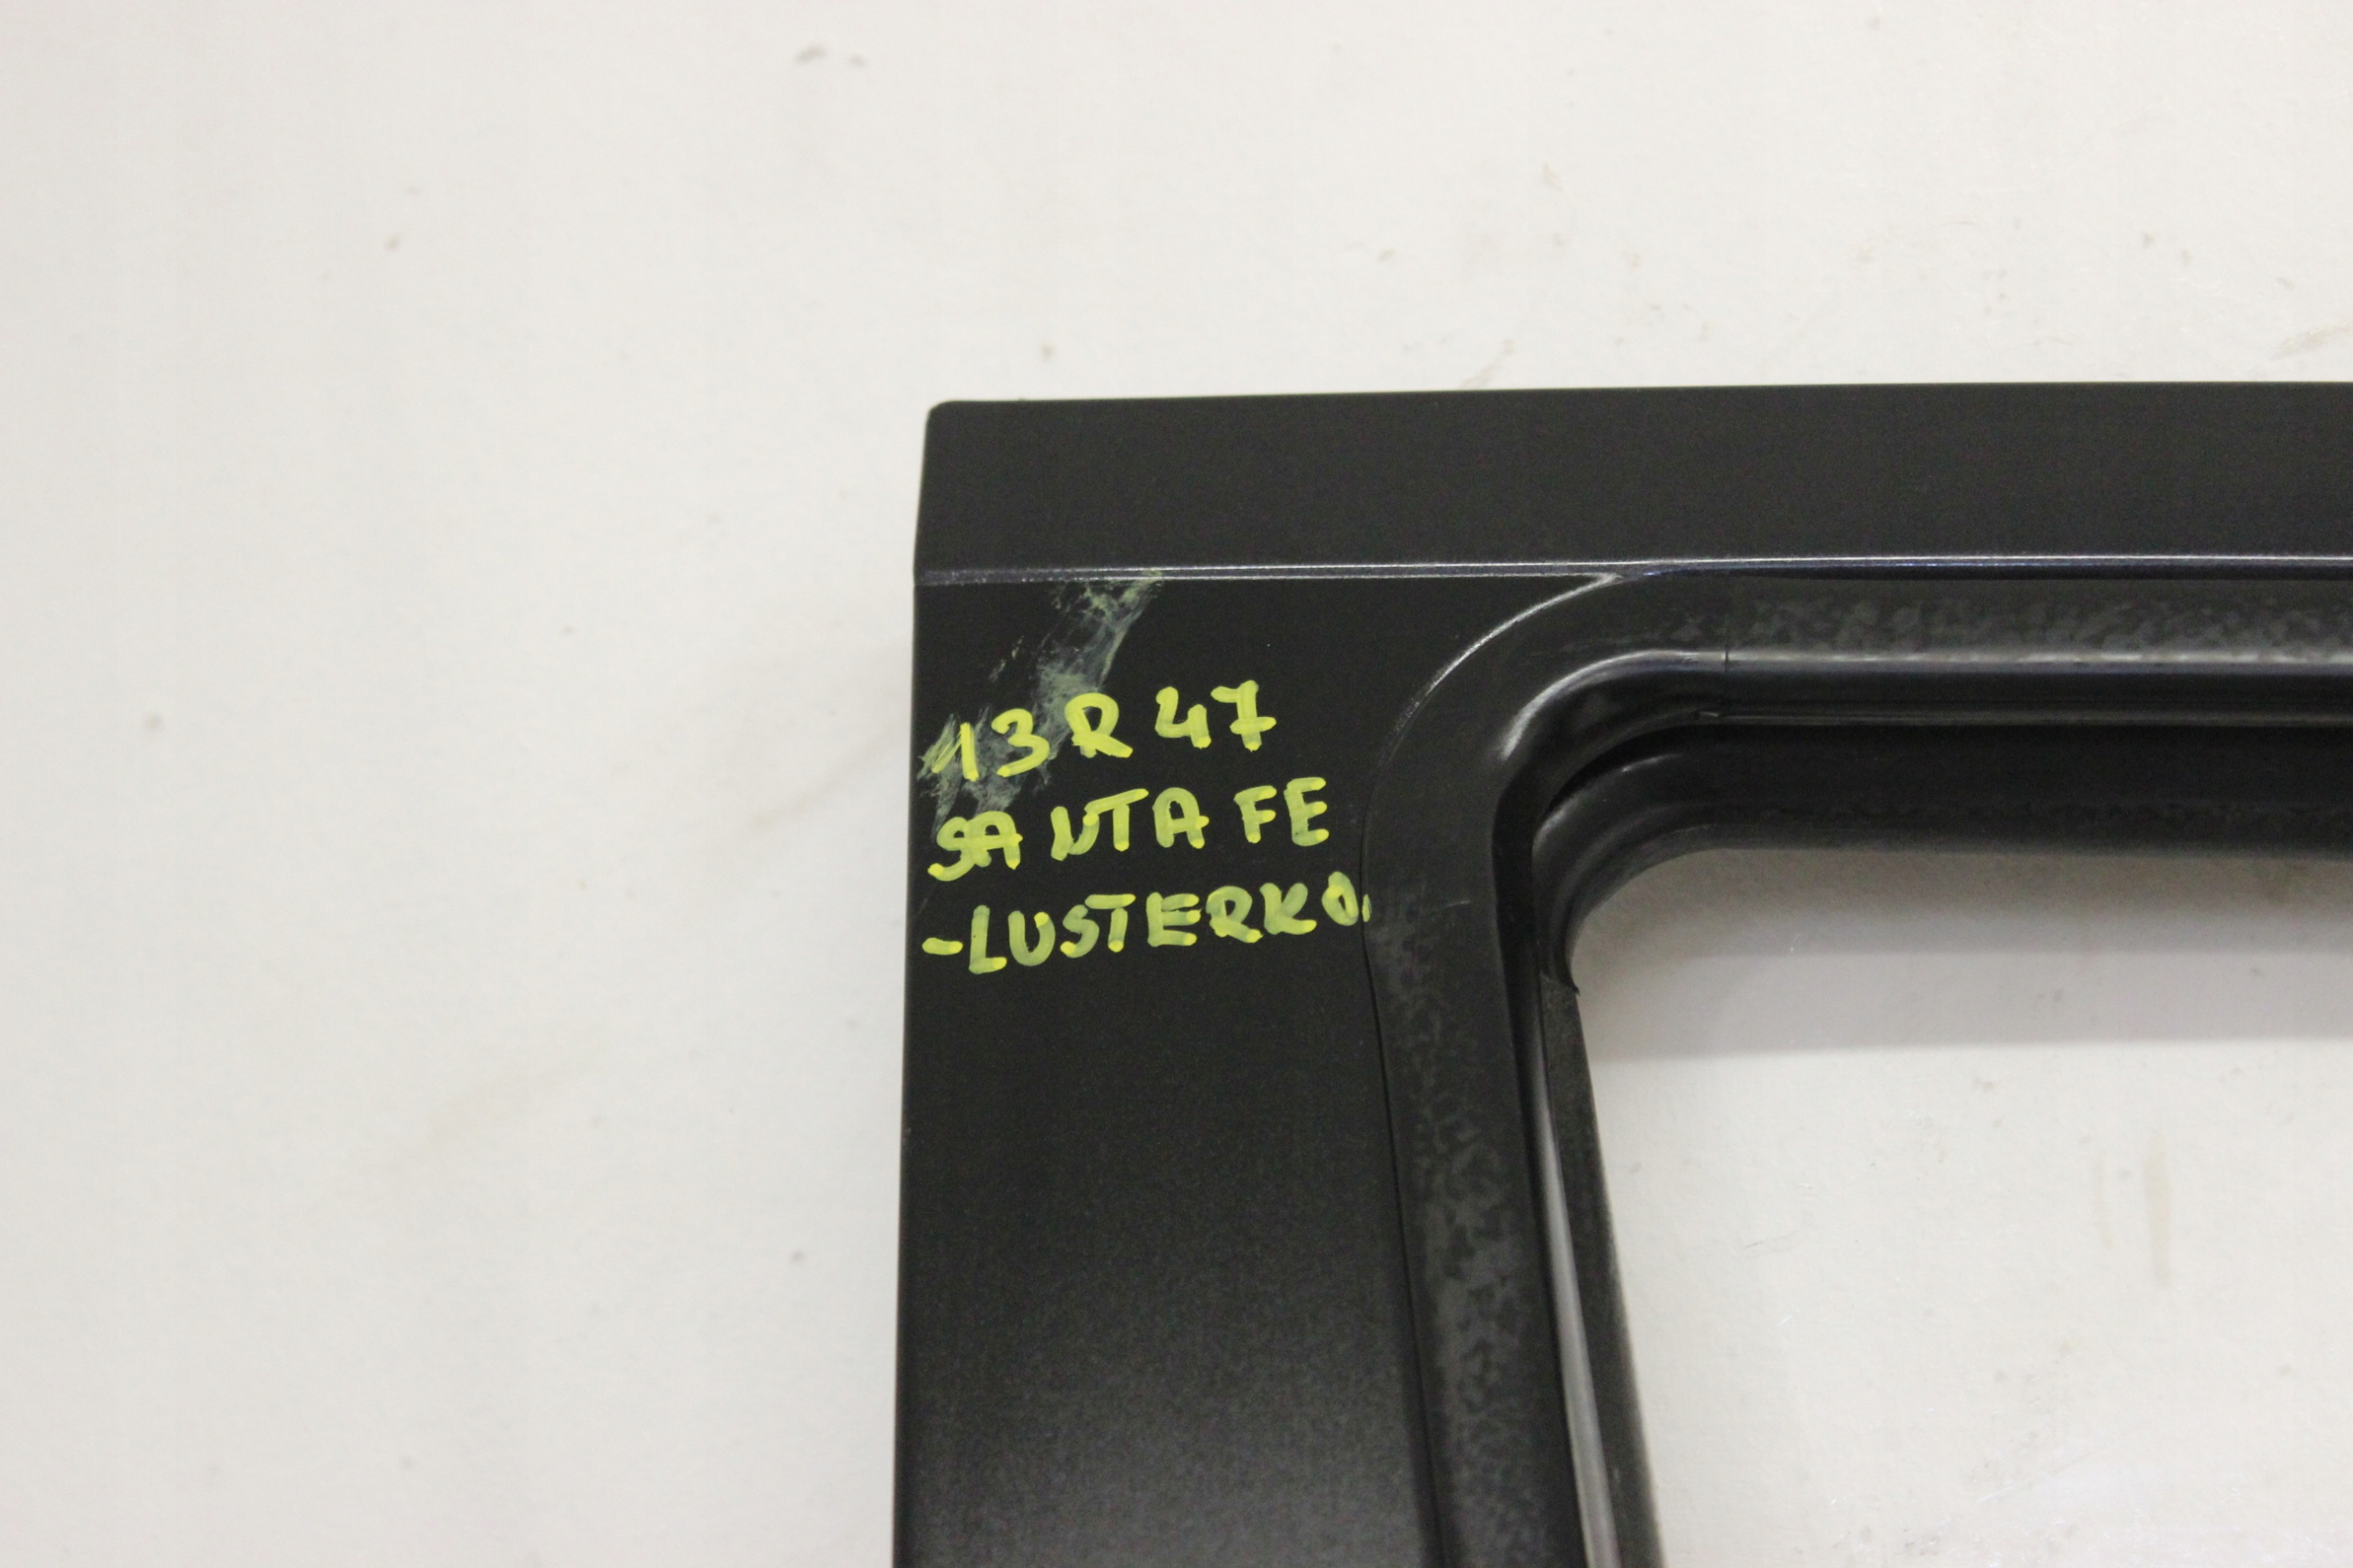 13R47
SANTA FE
-LUSTERKO